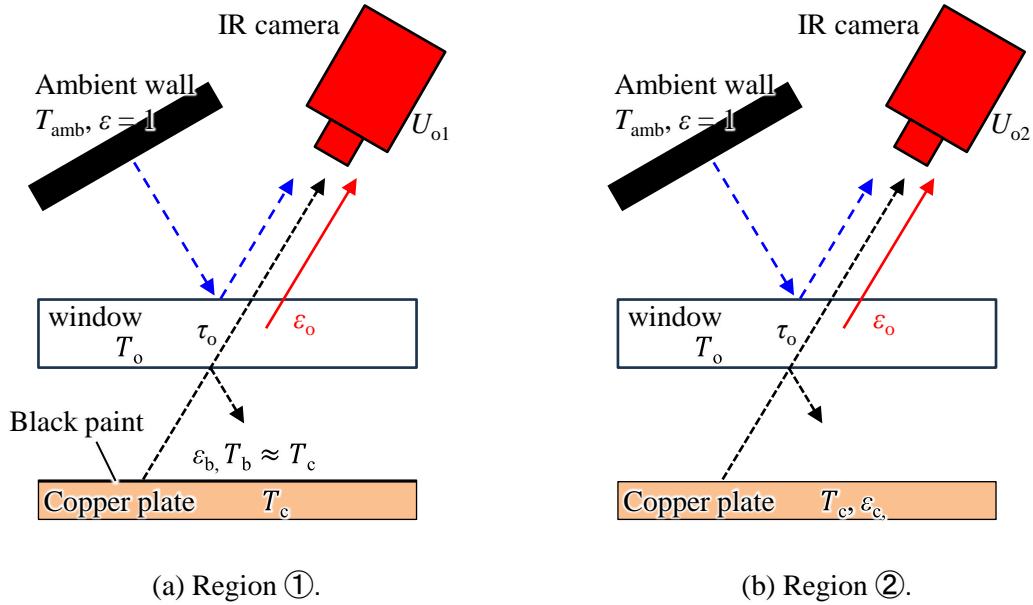 IR camera
Ambient wall
T_amb, ε = 1
U_o1
window
T_o
τ_o
ε_o
Black paint
ε_b, T_b ≈ T_c
Copper plate T_c
(a) Region ①.
IR camera
Ambient wall
T_amb, ε = 1
U_o2
window
T_o
τ_o
ε_o
Copper plate T_c, ε_c,
(b) Region ②.